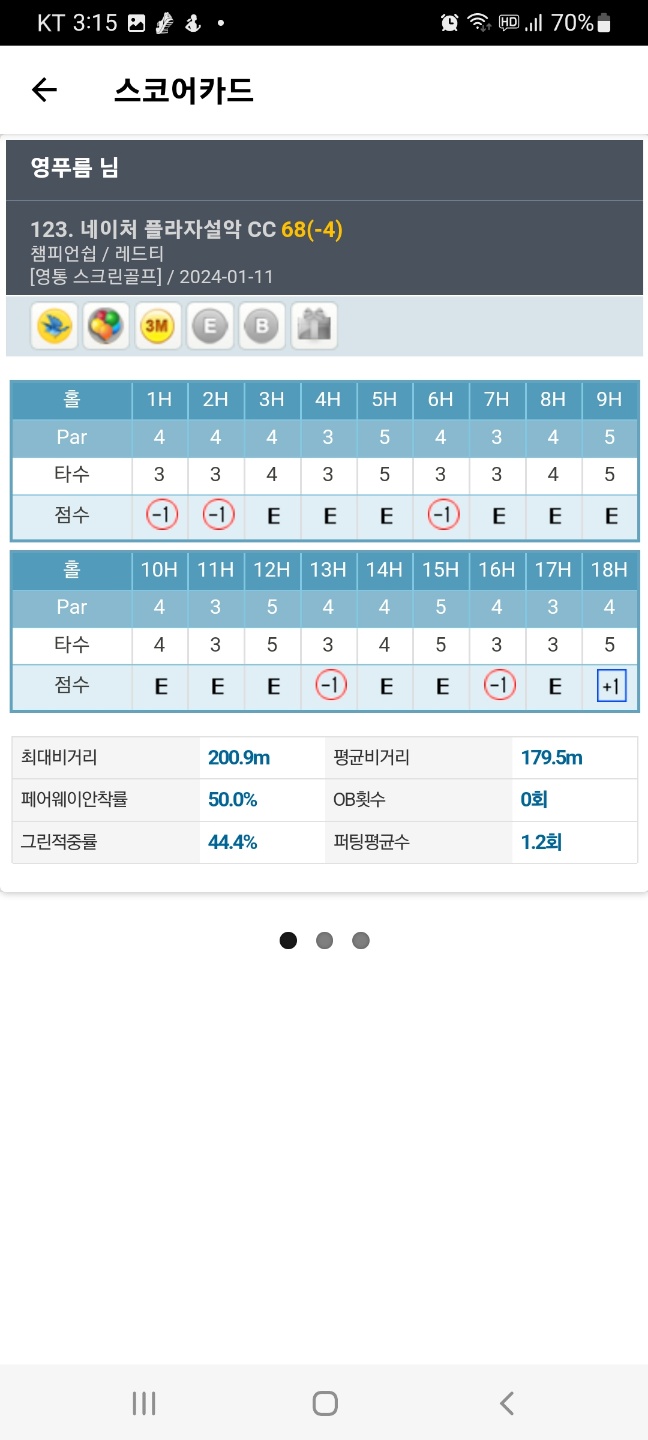 KT 3:15 HD 70%
스코어카드
영푸름 님
123. 네이처 플라자설악 CC 68(-4)
챔피언쉽 / 레드티
[영통 스크린골프] / 2024-01-11
3M E B
홀 1H 2H 3H 4H 5H 6H 7H 8H 9H
Par 4 4 4 3 5 4 3 4 5
타수 3 3 4 3 5 3 3 4 5
점수 -1 -1 E E E -1 E E E
홀 10H 11H 12H 13H 14H 15H 16H 17H 18H
Par 4 3 5 4 4 5 4 3 4
타수 4 3 5 3 4 5 3 3 5
점수 E E E -1 E E -1 E +1
최대비거리 200.9m 평균비거리 179.5m
페어웨이안착률 50.0% OB횟수 0회
그린적중률 44.4% 퍼팅평균수 1.2회